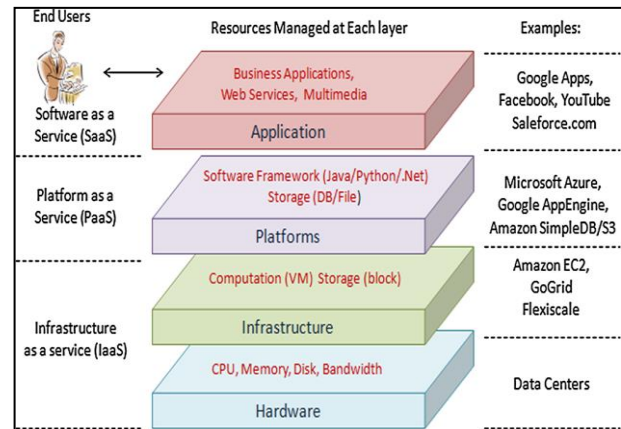 End Users
Resources Managed at Each layer
Examples:
Business Applications,
Web Services, Multimedia
Application
Software as a
Service (SaaS)
Google Apps,
Facebook, YouTube
Saleforce.com
Software Framework (Java/Python/.Net)
Storage (DB/File)
Platforms
Platform as a
Service (PaaS)
Microsoft Azure,
Google AppEngine,
Amazon SimpleDB/S3
Computation (VM) Storage (block)
Infrastructure
Amazon EC2,
GoGrid
Flexiscale
Infrastructure
as a service (IaaS)
CPU, Memory, Disk, Bandwidth
Hardware
Data Centers